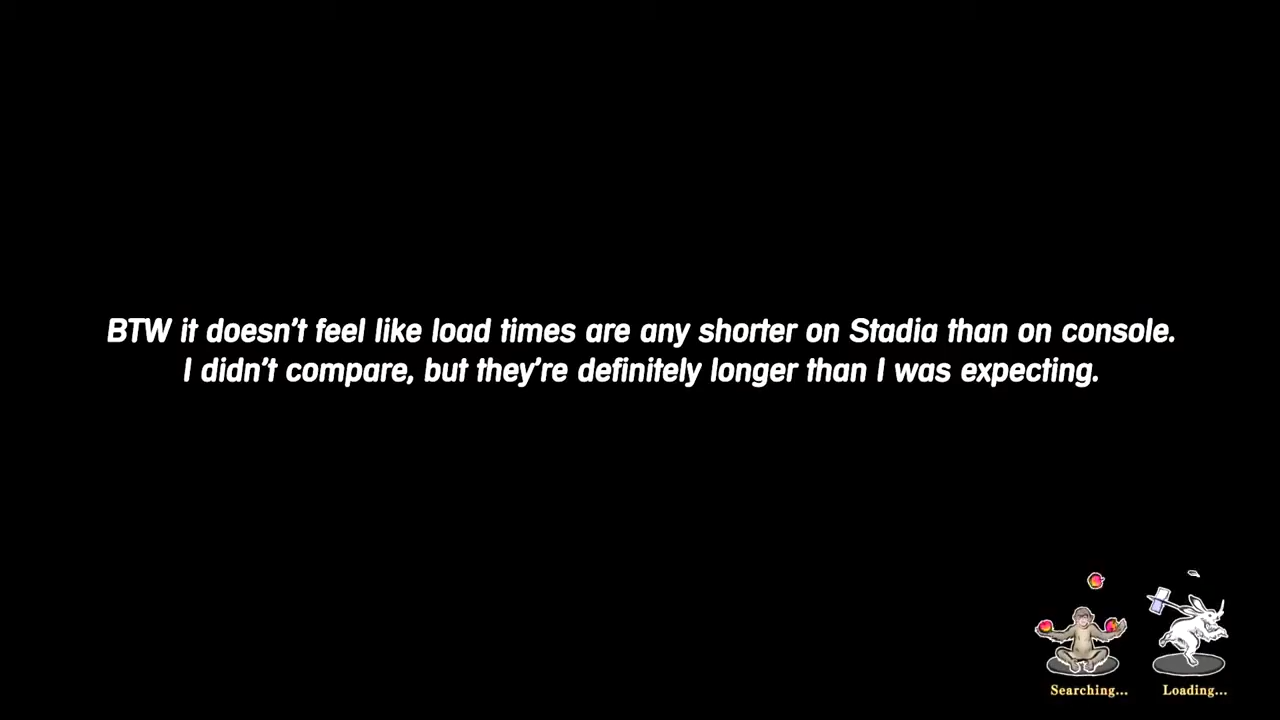 BTW it doesn't feel like load times are any shorter on Stadia than on console.
I didn't compare, but they're definitely longer than I was expecting.
Searching...
Loading...